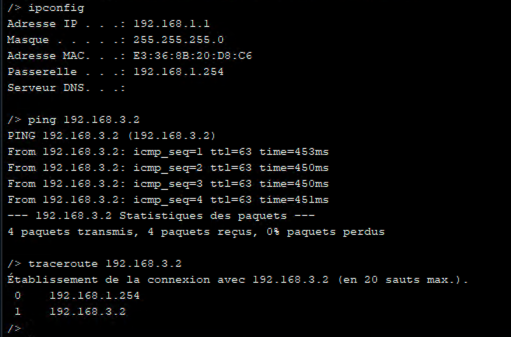 /> ipconfig
Adresse IP . . .: 192.168.1.1
Masque . . . . .: 255.255.255.0
Adresse MAC. . .: E3:36:8B:20:D8:C6
Passerelle . . .: 192.168.1.254
Serveur DNS. . .:
/> ping 192.168.3.2
PING 192.168.3.2 (192.168.3.2)
From 192.168.3.2: icmp_seq=1 ttl=63 time=453ms
From 192.168.3.2: icmp_seq=2 ttl=63 time=450ms
From 192.168.3.2: icmp_seq=3 ttl=63 time=450ms
From 192.168.3.2: icmp_seq=4 ttl=63 time=451ms
--- 192.168.3.2 Statistiques des paquets ---
4 paquets transmis, 4 paquets reçus, 0% paquets perdus
/> traceroute 192.168.3.2
Établissement de la connexion avec 192.168.3.2 (en 20 sauts max.).
0 192.168.1.254
1 192.168.3.2
/>